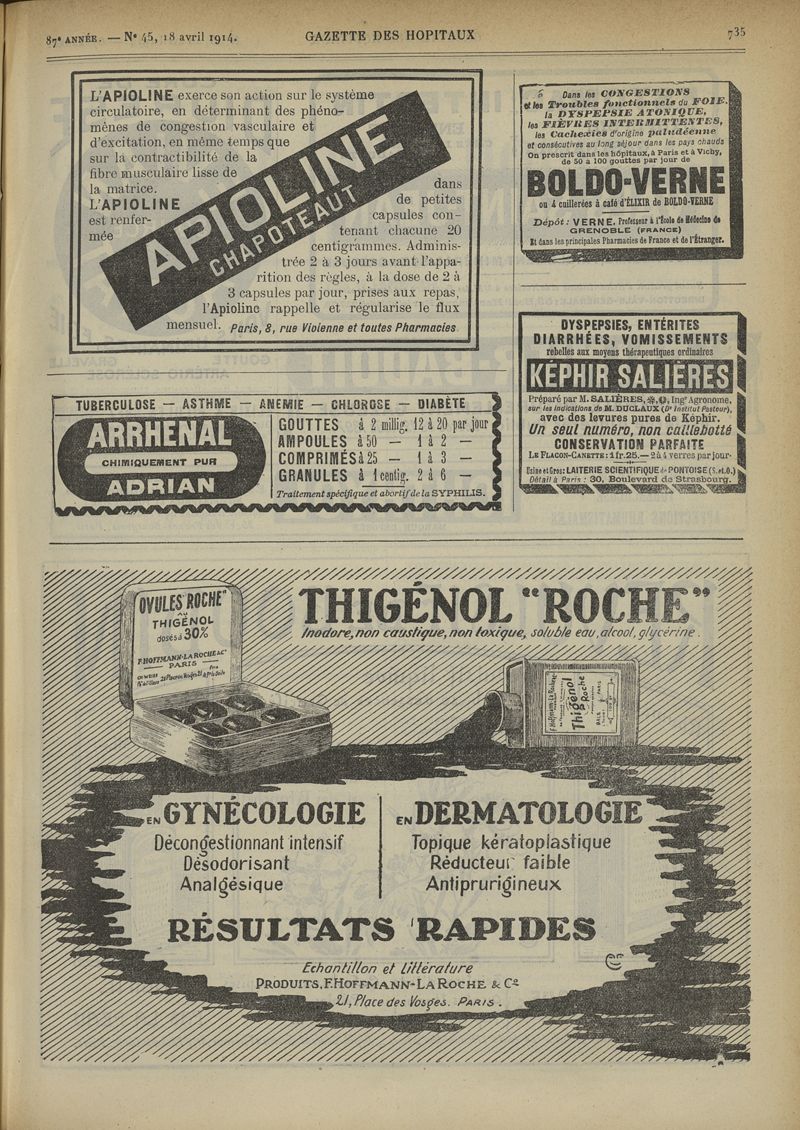 87e ANNÉE. — No 45, 18 avril 1914.
GAZETTE DES HOPITAUX
735
L'APIOLINE exerce son action sur le système
circulatoire, en déterminant des phéno-
mènes de congestion vasculaire et
d'excitation, en même temps que
sur la contractibilité de la
fibre musculaire lisse de
la matrice.
L'APIOLINE
est renfer-
mée
APIOLINE
CHAPOTEAUT
dans
de petites
capsules con-
tenant chacune 20
centigrammes. Adminis-
trée 2 à 3 jours avant l'appa-
rition des règles, à la dose de 2 à
3 capsules par jour, prises aux repas,
l'Apioline rappelle et régularise le flux
mensuel. Paris, 8, rue Vivienne et toutes Pharmacies
Dans les CONGESTIONS
et les Troubles fonctionnels du FOIE,
la DYSPEPSIE ATONIQUE,
les FIÈVRES INTERMITTENTES,
les Cachexies d'origine paludéenne
et consécutives au long séjour dans les pays chauds
On prescrit dans les hôpitaux, à Paris et à Vichy,
de 50 à 100 gouttes par jour de
BOLDO-VERNE
ou 4 cuillerées à café d'ÉLIXIR de BOLDO-VERNE
Dépôt : VERNE, Professeur à l'École de Médecine de
GRENOBLE (FRANCE)
Et dans les principales Pharmacies de France et de l'Étranger.
DYSPEPSIES, ENTÉRITES
DIARRHÉES, VOMISSEMENTS
rebelles aux moyens thérapeutiques ordinaires
KÉPHIR SALIÈRES
Préparé par M. SALIÈRES, Ingr Agronome,
sur les indications de M. DUCLAUX (Dr Institut Pasteur),
avec des levures pures de Képhir.
Un seul numéro, non caillebotté
CONSERVATION PARFAITE
LE FLACON-CANETTE : 1 fr. 25. — 2 à 4 verres par jour.
Usine et Gros : LAITERIE SCIENTIFIQUE de PONTOISE (S.-et-O.)
Détail à Paris : 30, Boulevard de Strasbourg.
TUBERCULOSE — ASTHME — ANEMIE — CHLOROSE — DIABÈTE
ARRHENAL
CHIMIQUEMENT PUR
ADRIAN
GOUTTES à 2 millig. 12 à 20 par jour
AMPOULES à 50 — 1 à 2 —
COMPRIMÉS à 25 — 1 à 3 —
GRANULES à 1 centig. 2 à 6 —
Traitement spécifique et abortif de la SYPHILIS.
OVULES "ROCHE"
AU
THIGÉNOL
dosés à 30%
F. HOFFMANN-LA ROCHE & Co
PARIS
THIGÉNOL "ROCHE"
Inodore, non caustique, non toxique, soluble eau, alcool, glycérine.
Thigénol
Roche
EN GYNÉCOLOGIE
Décongestionnant intensif
Désodorisant
Analgésique
EN DERMATOLOGIE
Topique kératoplastique
Réducteur faible
Antiprurigineux
RÉSULTATS RAPIDES
Echantillon et Littérature
PRODUITS, F. HOFFMANN-LA ROCHE & Co
21, Place des Vosges. PARIS.